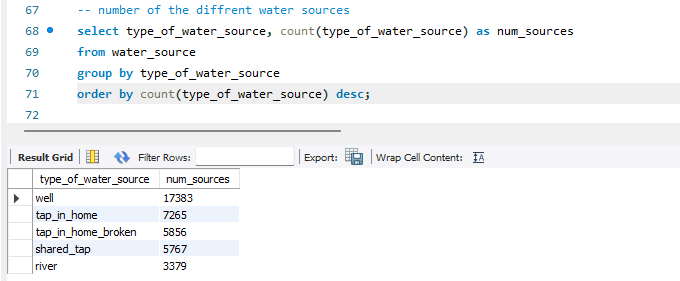 67 -- number of the diffrent water sources
68 select type_of_water_source, count(type_of_water_source) as num_sources
69 from water_source
70 group by type_of_water_source
71 order by count(type_of_water_source) desc;
72
Result Grid Filter Rows: Export: Wrap Cell Content: IA
type_of_water_source num_sources
well 17383
tap_in_home 7265
tap_in_home_broken 5856
shared_tap 5767
river 3379